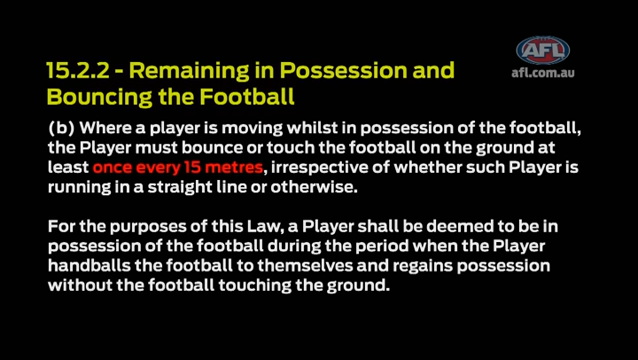 AFL
afl.com.au
15.2.2 - Remaining in Possession and
Bouncing the Football
(b) Where a player is moving whilst in possession of the football,
the Player must bounce or touch the football on the ground at
least once every 15 metres, irrespective of whether such Player is
running in a straight line or otherwise.
For the purposes of this Law, a Player shall be deemed to be in
possession of the football during the period when the Player
handballs the football to themselves and regains possession
without the football touching the ground.